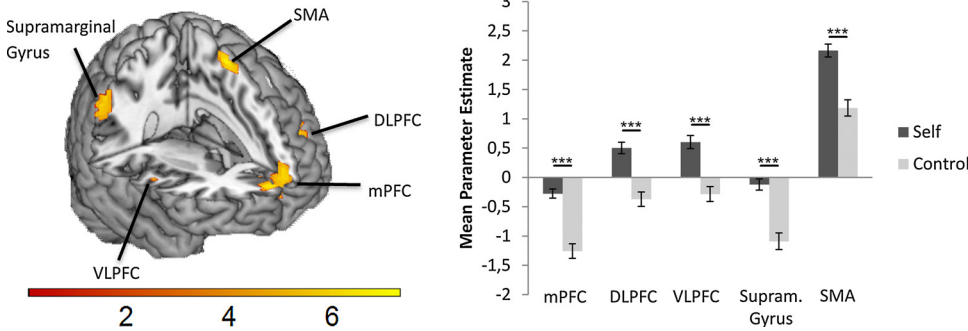 Supramarginal
Gyrus
SMA
DLPFC
mPFC
VLPFC
2 4 6
Mean Parameter Estimate
3
2,5
2
1,5
1
0,5
0
-0,5
-1
-1,5
-2
***
***
***
***
***
mPFC DLPFC VLPFC Supram. SMA
Gyrus
Self
Control